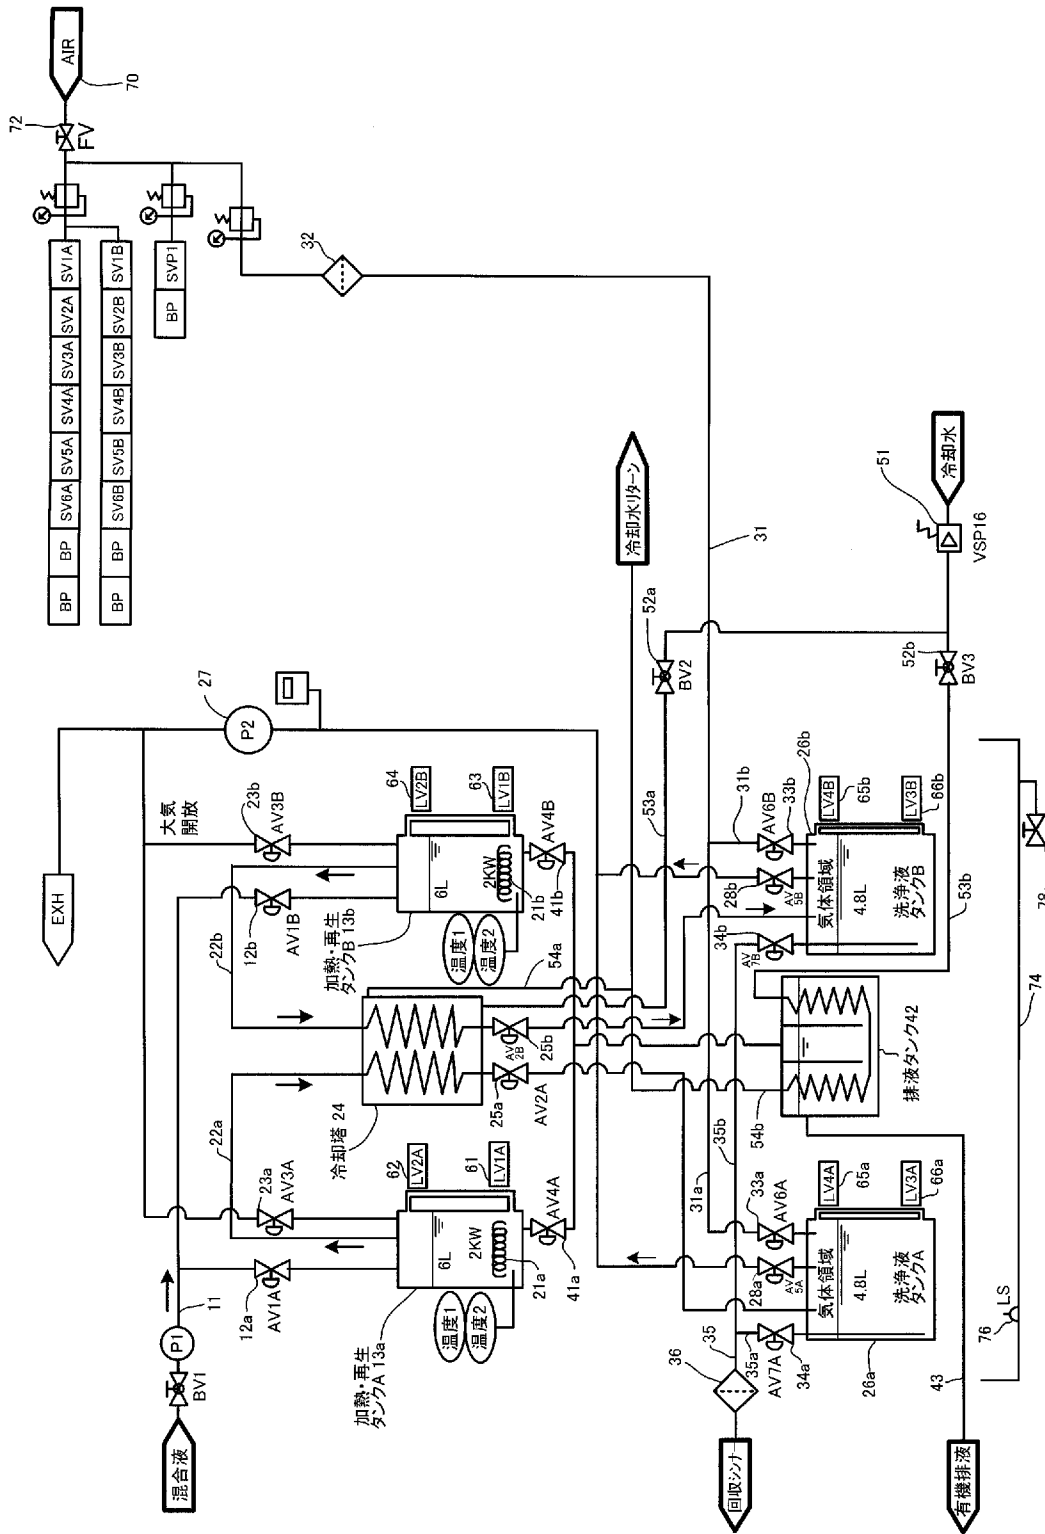 AIR
70
72
FV
SV1A
SV2A
SV3A
SV4A
SV5A
SV6A
BP
BP
SV1B
SV2B
SV3B
SV4B
SV5B
SV6B
BP
BP
SVP1
BP
32
31
冷却水リターン
冷却水
51
VSP16
52a
BV2
52b
BV3
53a
53b
EXH
27
P2
大気
開放
23b
AV3B
12b
AV1B
22b
加熱・再生
タンクB 13b
6L
2KW
21b
64
LV2B
63
LV1B
AV4B
41b
温度1
温度2
54a
冷却塔 24
22a
25b
AV
2B
25a
AV2A
混合液
BV1
P1
11
12a
AV1A
23a
AV3A
加熱・再生
タンクA 13a
6L
2KW
21a
62
LV2A
61
LV1A
AV4A
41a
温度1
温度2
31b
AV6B
33b
26b
28b
AV
5B
34b
AV
7B
気体領域
4.8L
洗浄液
タンクB
LV4B
65b
LV3B
66b
排液タンク42
54b
35b
31a
33a
AV6A
28a
AV
5A
気体領域
4.8L
洗浄液
タンクA
LV4A
65a
LV3A
66a
26a
34a
AV7A
35a
35
36
回収シンナー
43
有機排液
76
LS
74
78